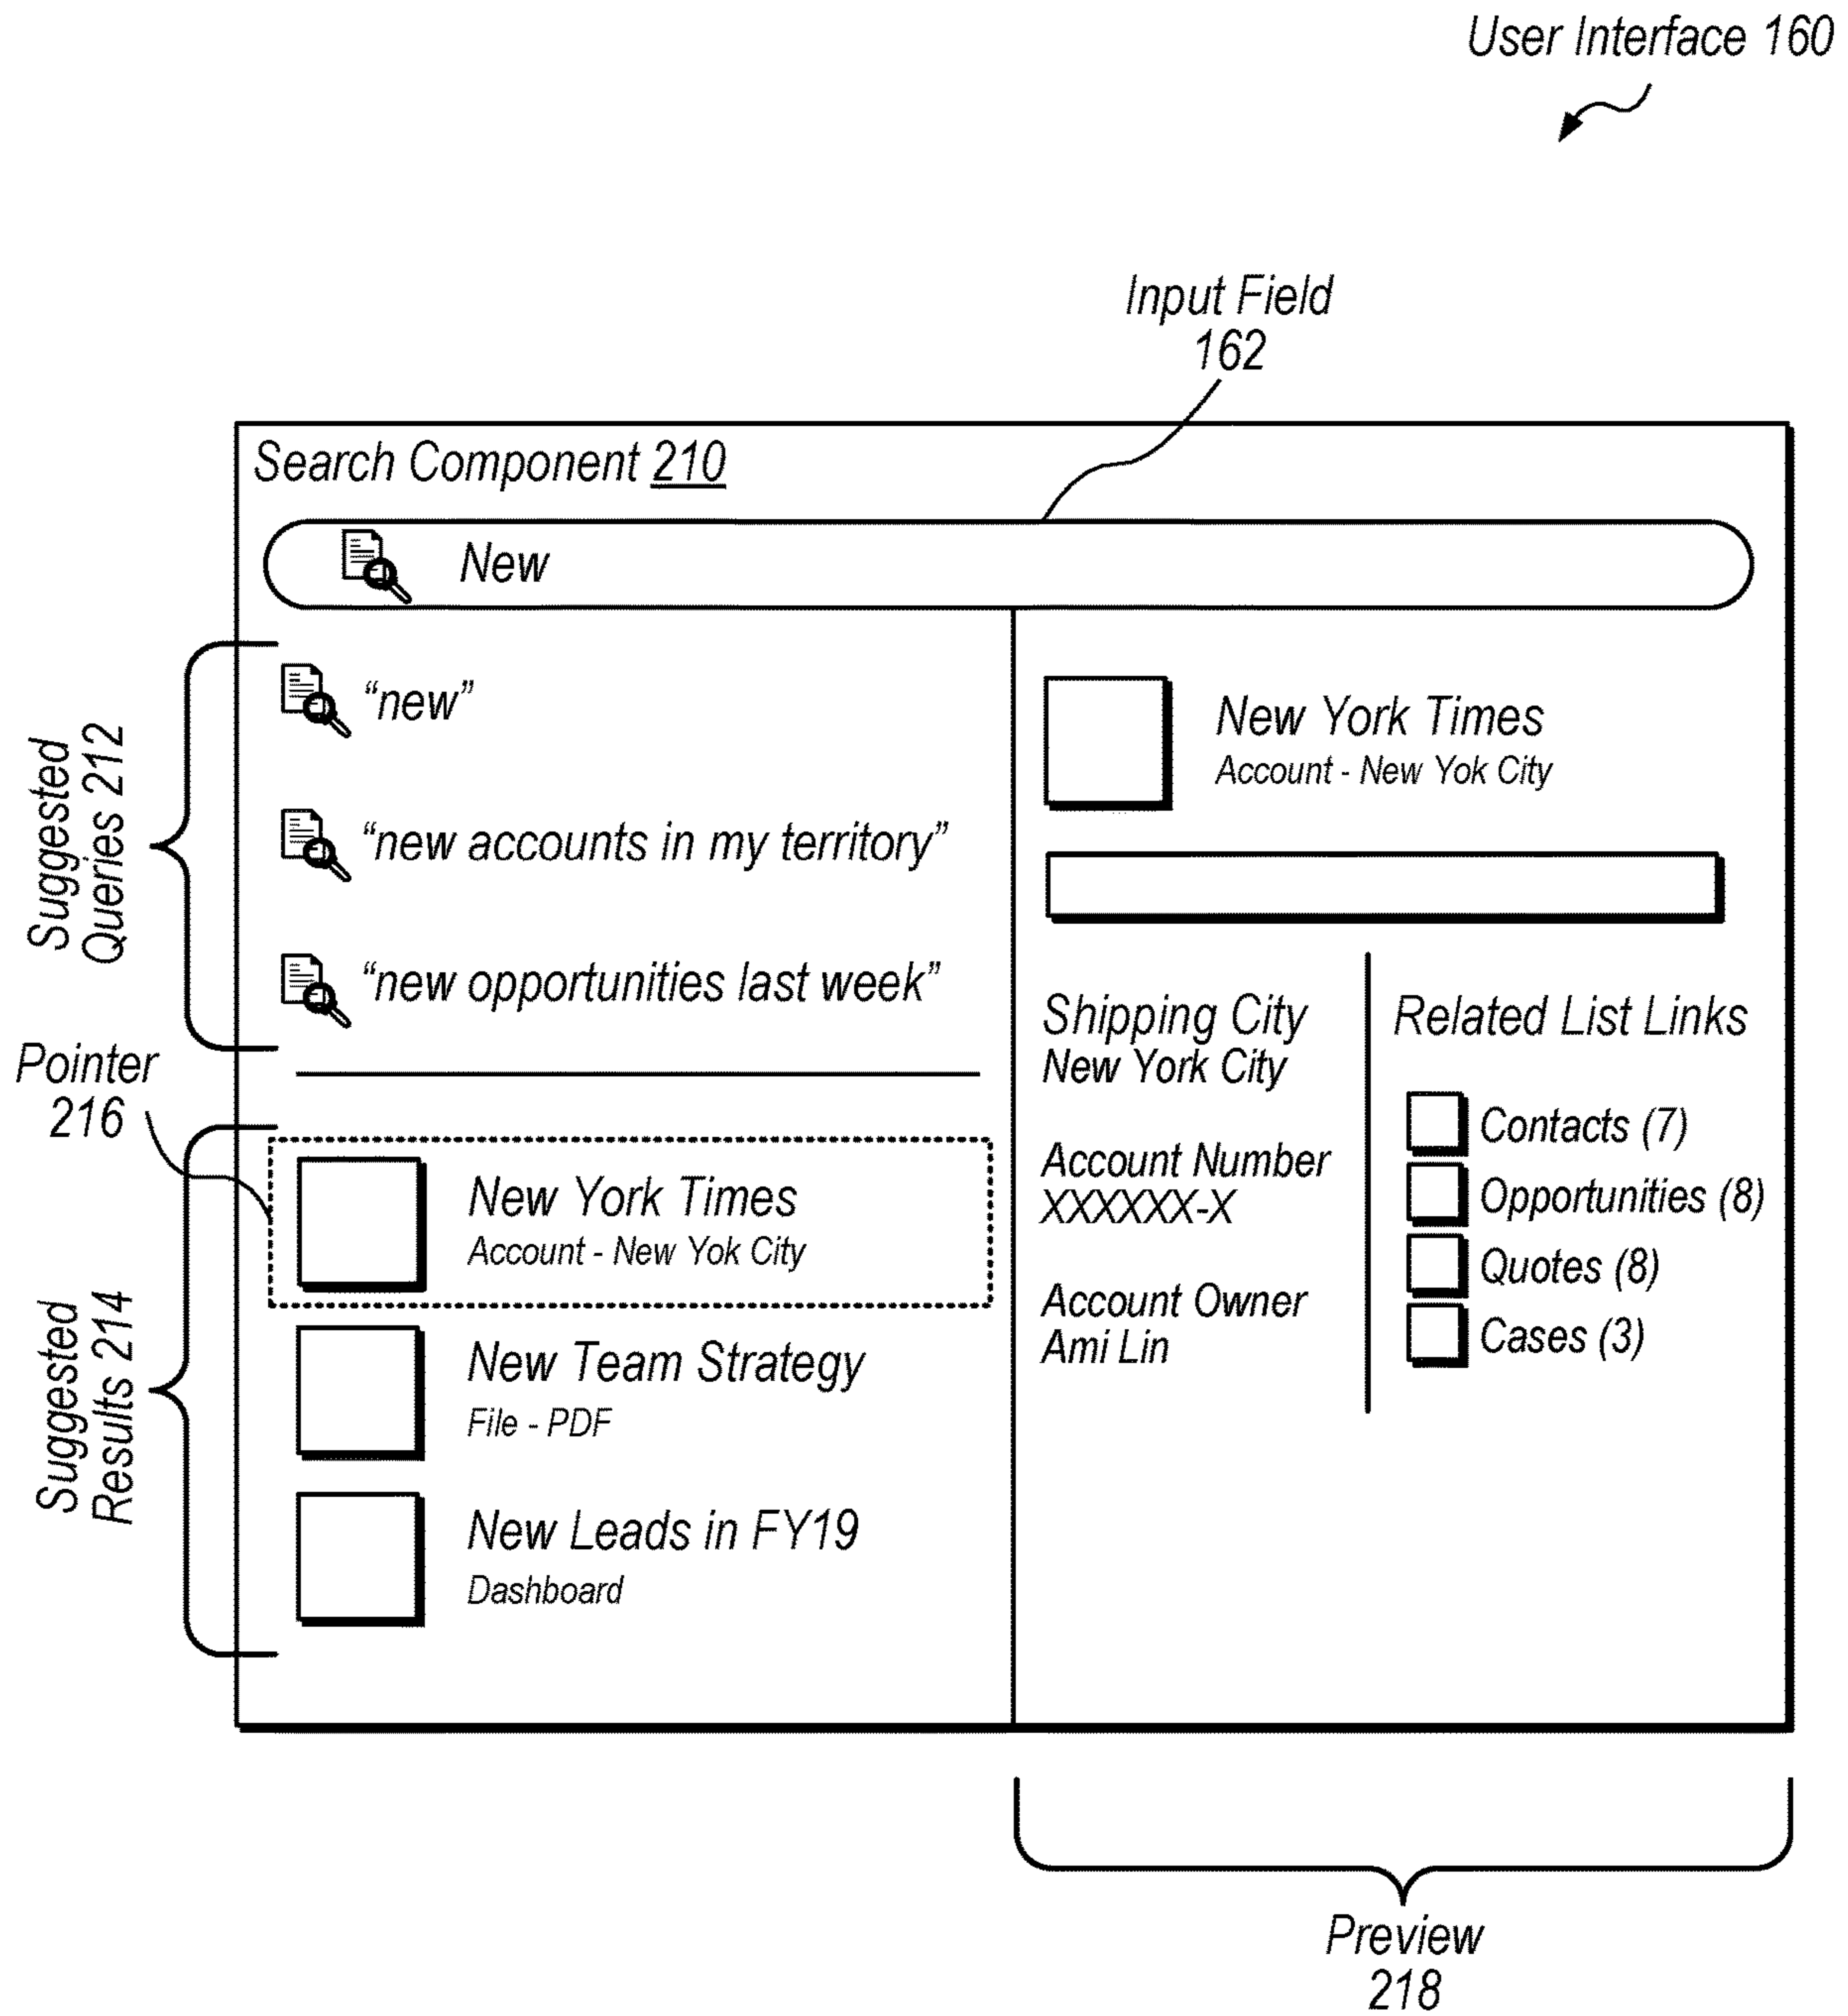 User Interface 160
Input Field
162
Search Component 210
New
Suggested
Queries 212
“new”
“new accounts in my territory”
“new opportunities last week”
Pointer
216
Suggested
Results 214
New York Times
Account - New Yok City
New Team Strategy
File - PDF
New Leads in FY19
Dashboard
New York Times
Account - New Yok City
Shipping City
New York City
Account Number
XXXXXX-X
Account Owner
Ami Lin
Related List Links
Contacts (7)
Opportunities (8)
Quotes (8)
Cases (3)
Preview
218